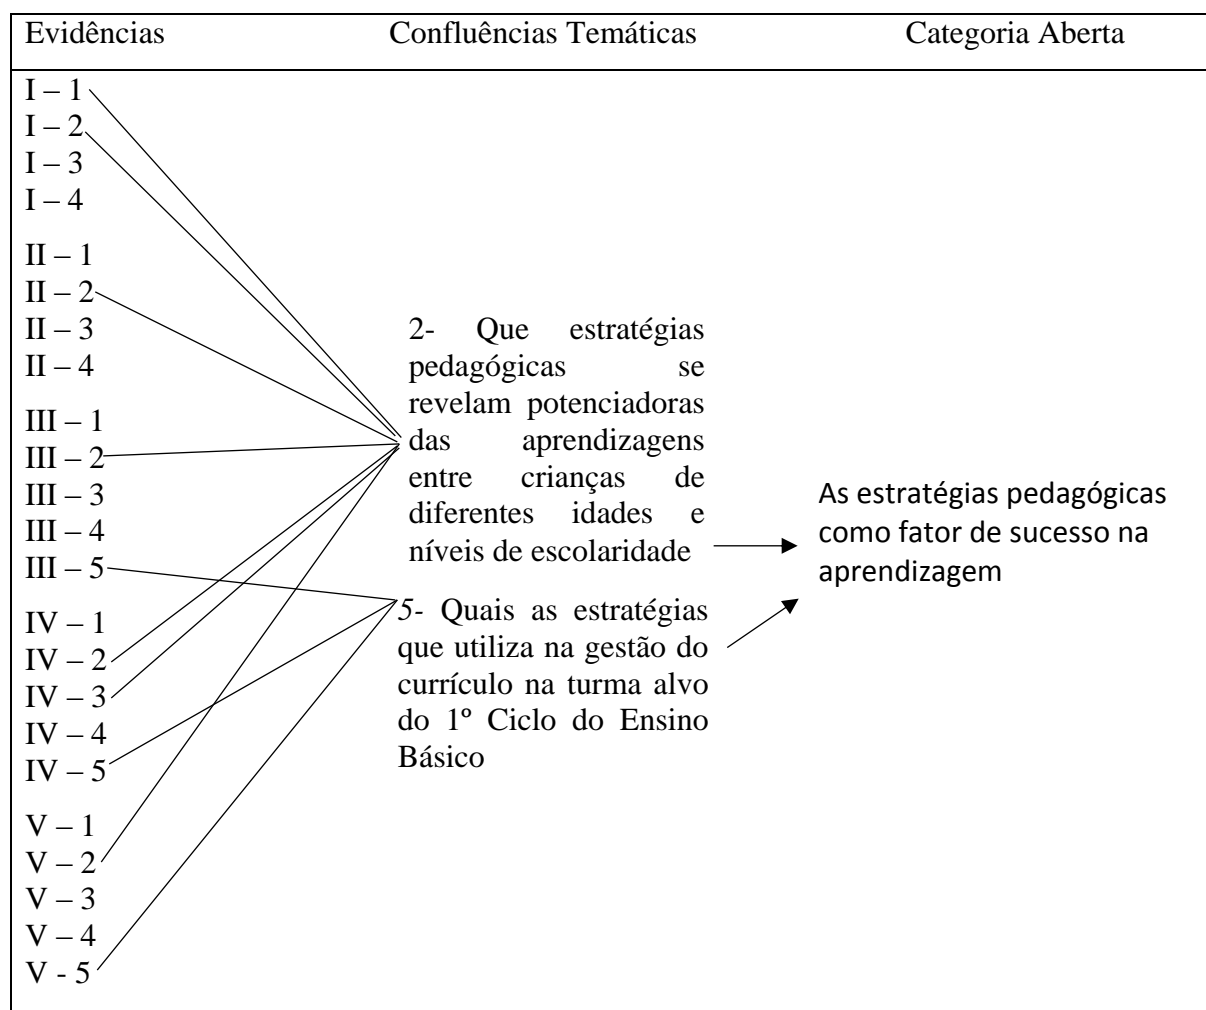 Evidências Confluências Temáticas Categoria Aberta
I – 1
I – 2
I – 3
I – 4
II – 1
II – 2
II – 3
II – 4
III – 1
III – 2
III – 3
III – 4
III – 5
IV – 1
IV – 2
IV – 3
IV – 4
IV – 5
V – 1
V – 2
V – 3
V – 4
V - 5
2- Que estratégias
pedagógicas se
revelam potenciadoras
das aprendizagens
entre crianças de
diferentes idades e
níveis de escolaridade
5- Quais as estratégias
que utiliza na gestão do
currículo na turma alvo
do 1º Ciclo do Ensino
Básico
As estratégias pedagógicas
como fator de sucesso na
aprendizagem